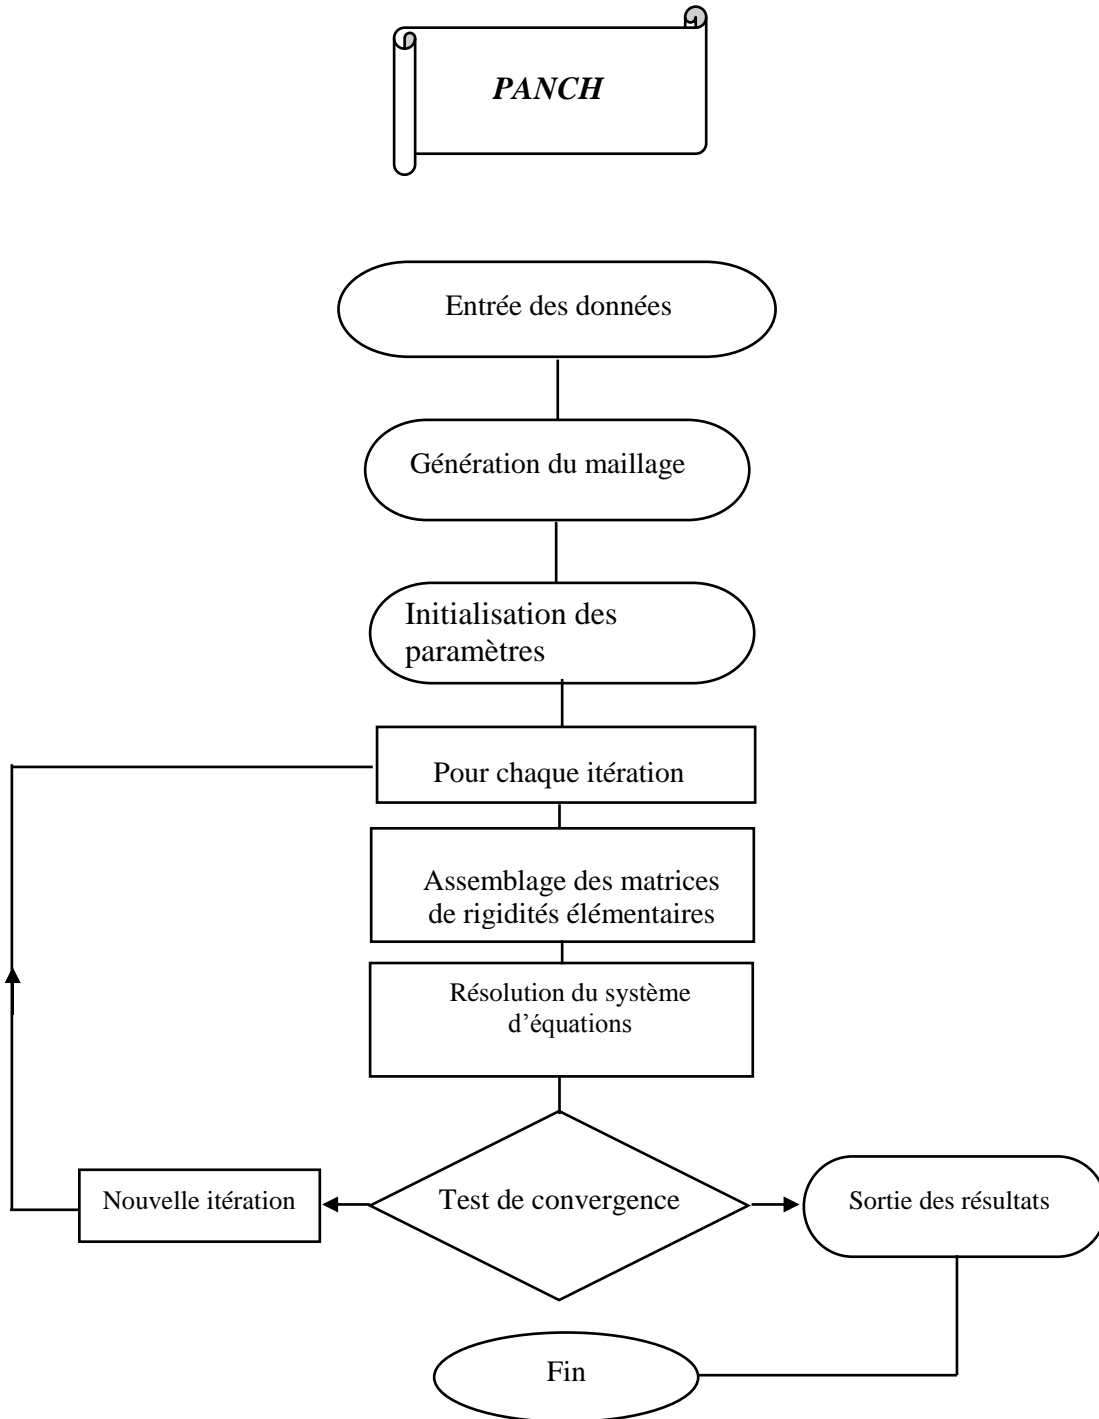 PANCH
Entrée des données
Génération du maillage
Initialisation des
paramètres
Pour chaque itération
Assemblage des matrices
de rigidités élémentaires
Résolution du système
d’équations
Nouvelle itération
Test de convergence
Sortie des résultats
Fin